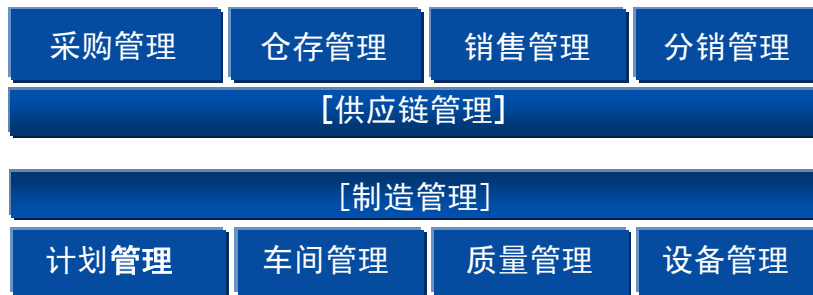 采购管理 仓存管理 销售管理 分销管理
[供应链管理]
[制造管理]
计划管理 车间管理 质量管理 设备管理